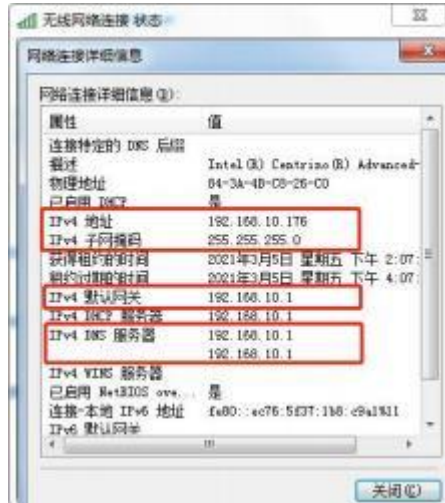 无线网络连接 状态
网络连接详细信息
网络连接详细信息(D):
属性 值
连接特定的 DNS 后缀
描述 Intel(R) Centrino(R) Advanced-
物理地址 84-3A-4B-C8-26-C0
已启用 DHCP 是
IPv4 地址 192.168.10.176
IPv4 子网掩码 255.255.255.0
获得租约的时间 2021年3月5日 星期五 下午 2:07:
租约过期的时间 2021年3月5日 星期五 下午 4:07:
IPv4 默认网关 192.168.10.1
IPv4 DHCP 服务器 192.168.10.1
IPv4 DNS 服务器 192.168.10.1
192.168.10.1
IPv4 WINS 服务器
已启用 NetBIOS ove... 是
连接-本地 IPv6 地址 fe80::ec76:5f37:1b8:c9a1%11
IPv6 默认网关
关闭(C)